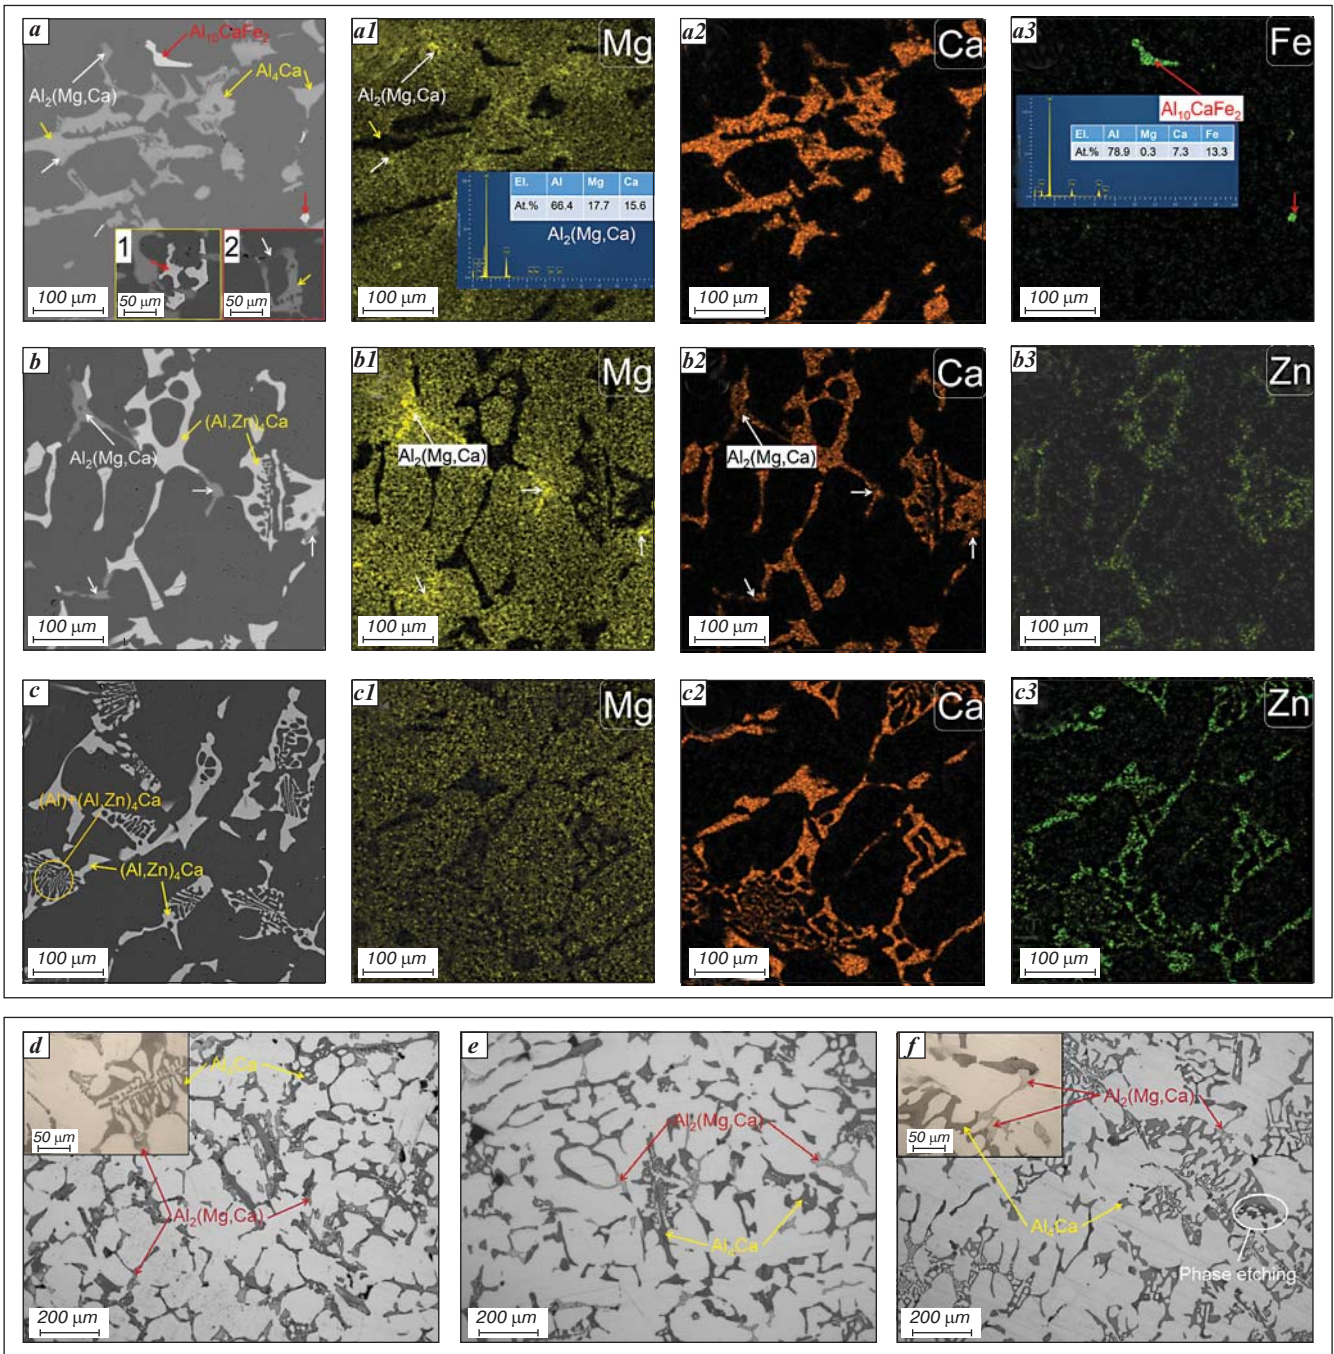 a
Al10CaFe2
Al4Ca
Al2(Mg,Ca)
1
2
50 µm
50 µm
100 µm
a1
Mg
Al2(Mg,Ca)
El. Al Mg Ca
At.% 66.4 17.7 15.6
Al2(Mg,Ca)
100 µm
a2
Ca
100 µm
a3
Fe
Al10CaFe2
El. Al Mg Ca Fe
At.% 78.9 0.3 7.3 13.3
100 µm
b
(Al,Zn)4Ca
Al2(Mg,Ca)
100 µm
b1
Mg
Al2(Mg,Ca)
100 µm
b2
Ca
Al2(Mg,Ca)
100 µm
b3
Zn
100 µm
c
(Al)+(Al,Zn)4Ca
(Al,Zn)4Ca
100 µm
c1
Mg
100 µm
c2
Ca
100 µm
c3
Zn
100 µm
d
Al4Ca
50 µm
Al2(Mg,Ca)
200 µm
e
Al2(Mg,Ca)
Al4Ca
200 µm
f
Al2(Mg,Ca)
50 µm
Al4Ca
Phase etching
200 µm